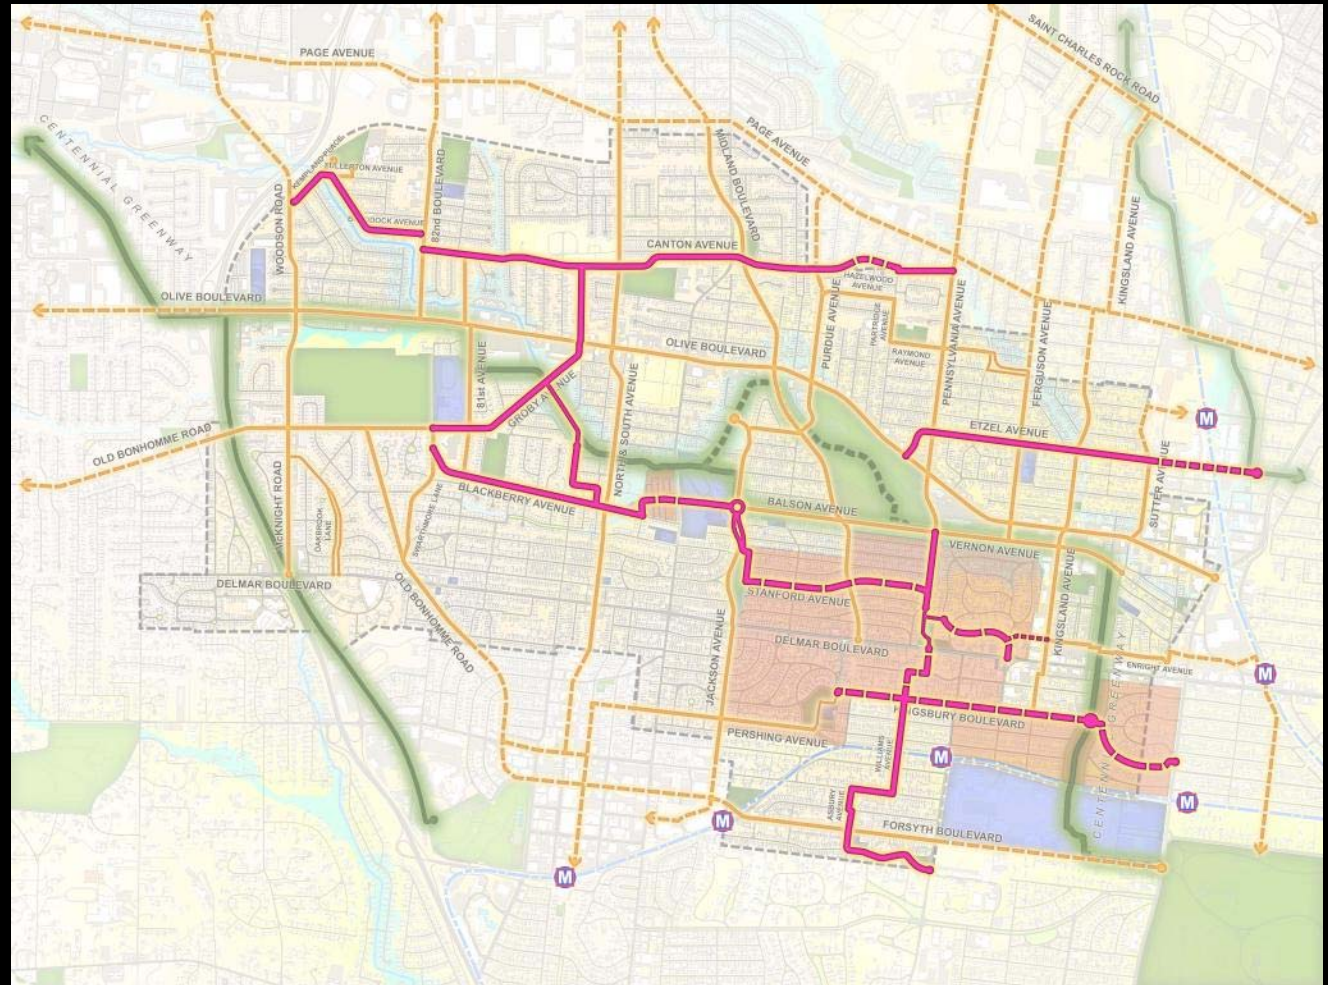 SAINT CHARLES ROCK ROAD
PAGE AVENUE
CENTENNIAL GREENWAY
PAGE AVENUE
MIDLAND BOULEVARD
KEMPLAND PLACE
FULLERTON AVENUE
82nd BOULEVARD
WOODSON ROAD
AVENUE
CANTON AVENUE
KINGSLAND AVENUE
HAZELWOOD
AVENUE
OLIVE BOULEVARD
PURDUE AVENUE
PARTRIDGE
AVENUE
PENNSYLVANIA AVENUE
FERGUSON AVENUE
OLIVE BOULEVARD
RAYMOND
AVENUE
81st AVENUE
GROBY AVENUE
NORTH & SOUTH AVENUE
M
ETZEL AVENUE
OLD BONHOMME ROAD
SUTTER AVENUE
McKNIGHT ROAD
OAKBROOK
LANE
SWARTHMORE LANE
BLACKBERRY AVENUE
BALSON AVENUE
VERNON AVENUE
DELMAR BOULEVARD
OLD BONHOMME ROAD
STANFORD AVENUE
KINGSLAND AVENUE
JACKSON AVENUE
DELMAR BOULEVARD
ENRIGHT AVENUE
M
CENTENNIAL GREENWAY
KINGSBURY BOULEVARD
PERSHING AVENUE
WILLIAMS
AVENUE
M
ASBURY
AVENUE
M
M
FORSYTH BOULEVARD
M